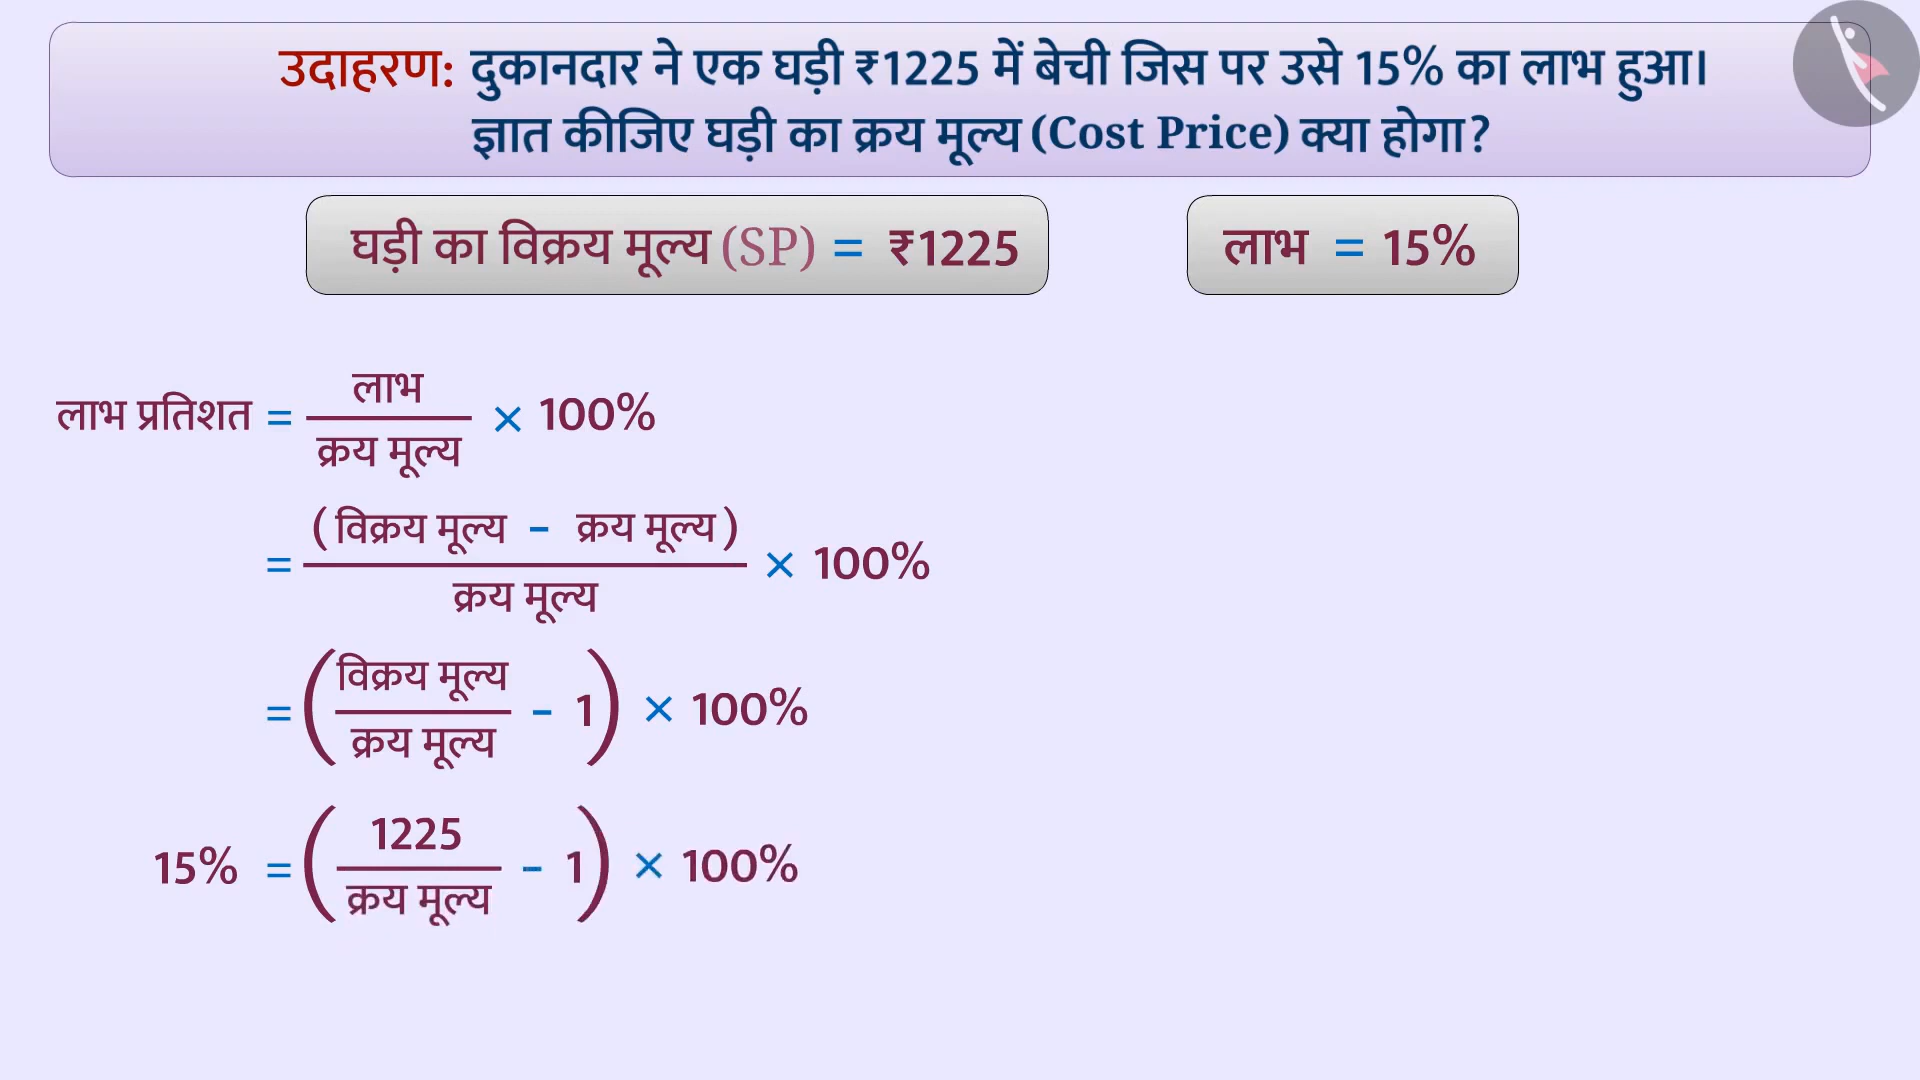 उदाहरण: दुकानदार ने एक घड़ी ₹1225 में बेची जिस पर उसे 15% का लाभ हुआ।
ज्ञात कीजिए घड़ी का क्रय मूल्य (Cost Price) क्या होगा?
घड़ी का विक्रय मूल्य (SP) = ₹1225
लाभ = 15%
लाभ प्रतिशत = लाभ / क्रय मूल्य × 100%
= (विक्रय मूल्य - क्रय मूल्य) / क्रय मूल्य × 100%
= (विक्रय मूल्य / क्रय मूल्य - 1) × 100%
15% = (1225 / क्रय मूल्य - 1) × 100%